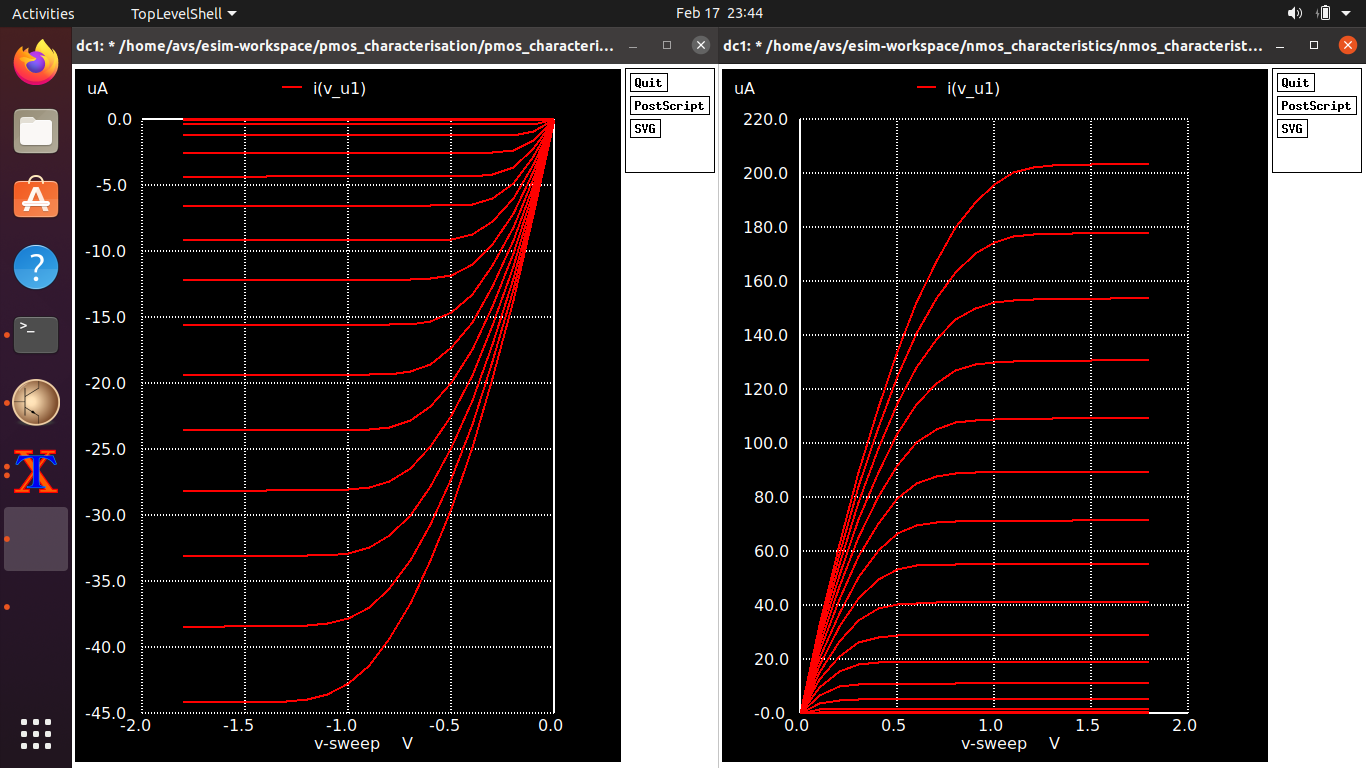 Activities
TopLevelShell
Feb 17 23:44
dc1: * /home/avs/esim-workspace/pmos_characterisation/pmos_characteri...
dc1: * /home/avs/esim-workspace/nmos_characteristics/nmos_characterist...
uA
i(v_u1)
0.0
-5.0
-10.0
-15.0
-20.0
-25.0
-30.0
-35.0
-40.0
-45.0
-2.0 -1.5 -1.0 -0.5 0.0
v-sweep V
Quit
PostScript
SVG
uA
i(v_u1)
220.0
200.0
180.0
160.0
140.0
120.0
100.0
80.0
60.0
40.0
20.0
-0.0
0.0 0.5 1.0 1.5 2.0
v-sweep V
Quit
PostScript
SVG